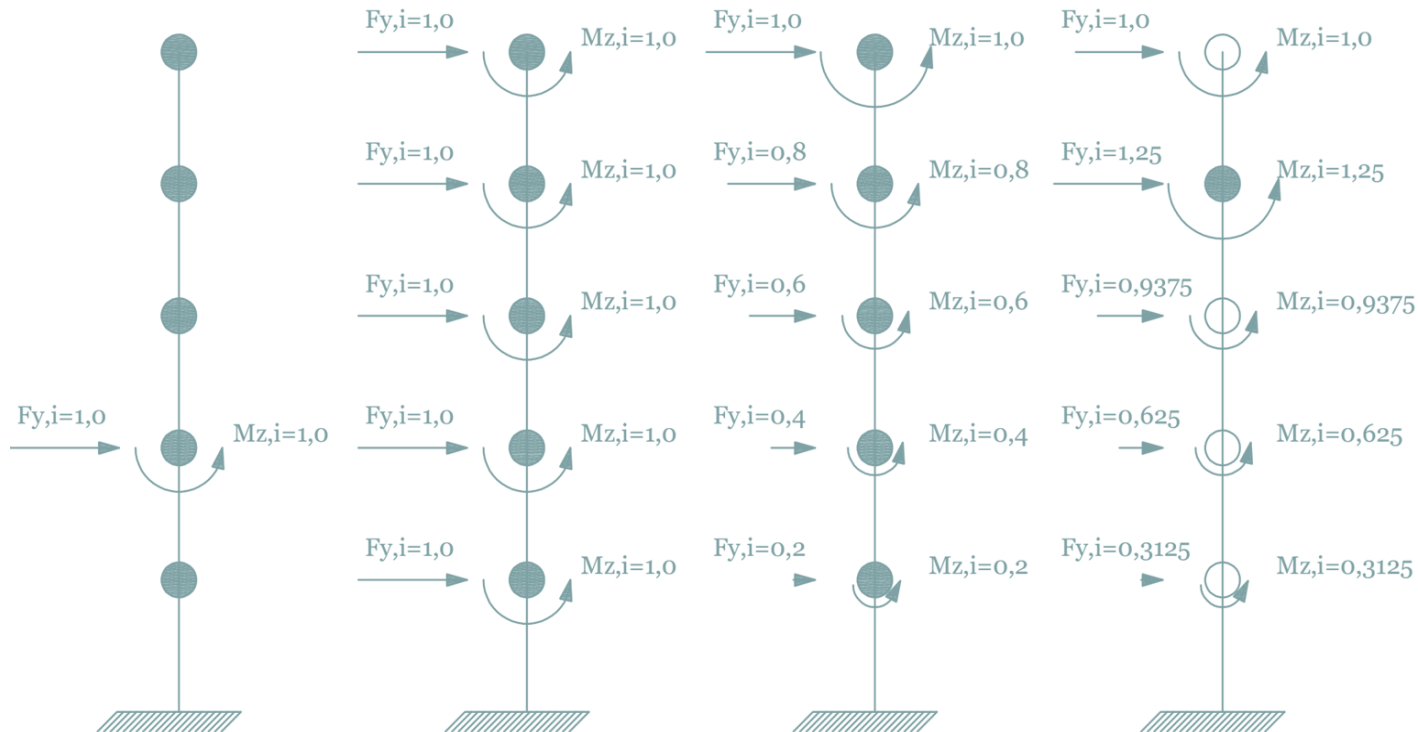 Fy,i=1,0
Mz,i=1,0
Fy,i=1,0
Mz,i=1,0
Fy,i=1,0
Mz,i=1,0
Fy,i=1,0
Mz,i=1,0
Fy,i=0,8
Mz,i=0,8
Fy,i=1,25
Mz,i=1,25
Fy,i=1,0
Mz,i=1,0
Fy,i=0,6
Mz,i=0,6
Fy,i=0,9375
Mz,i=0,9375
Fy,i=1,0
Mz,i=1,0
Fy,i=1,0
Mz,i=1,0
Fy,i=0,4
Mz,i=0,4
Fy,i=0,625
Mz,i=0,625
Fy,i=1,0
Mz,i=1,0
Fy,i=0,2
Mz,i=0,2
Fy,i=0,3125
Mz,i=0,3125